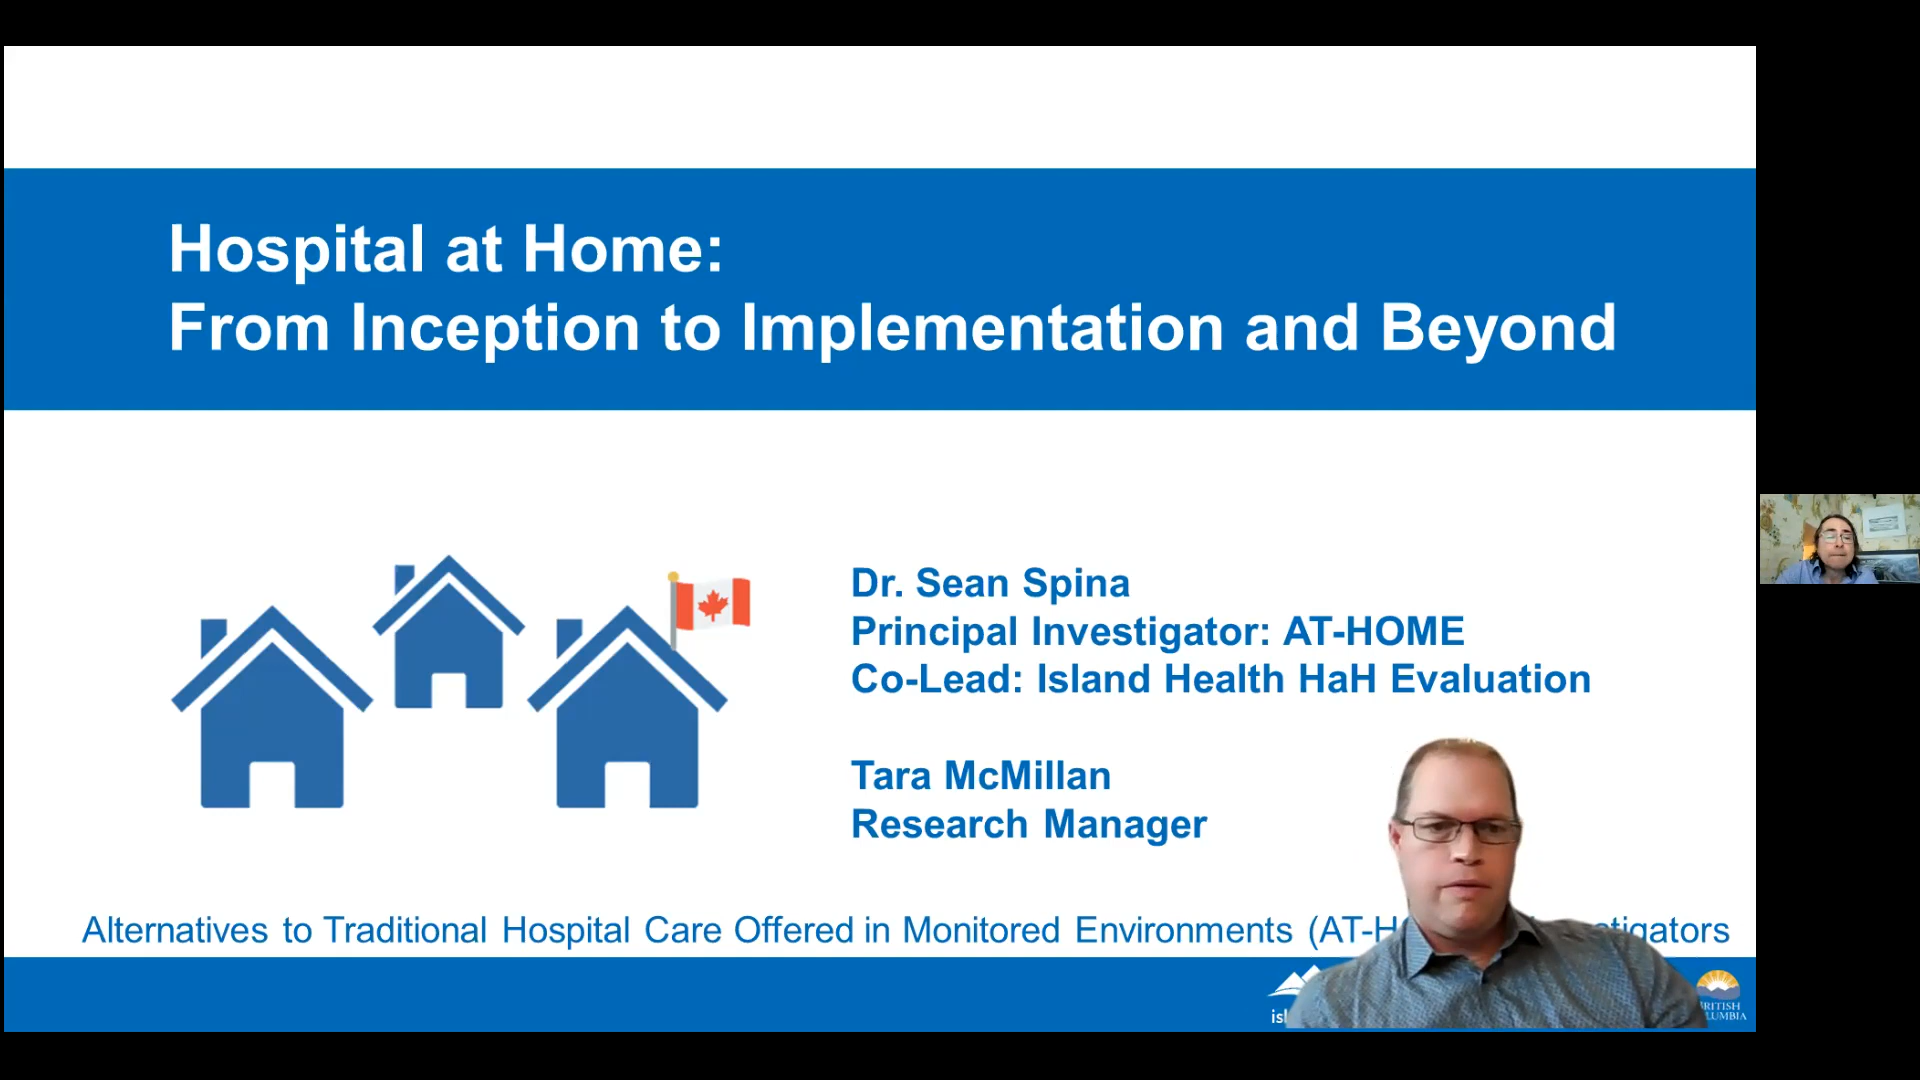 Hospital at Home:
From Inception to Implementation and Beyond
Dr. Sean Spina
Principal Investigator: AT-HOME
Co-Lead: Island Health HaH Evaluation
Tara McMillan
Research Manager
Alternatives to Traditional Hospital Care Offered in Monitored Environments (AT-H